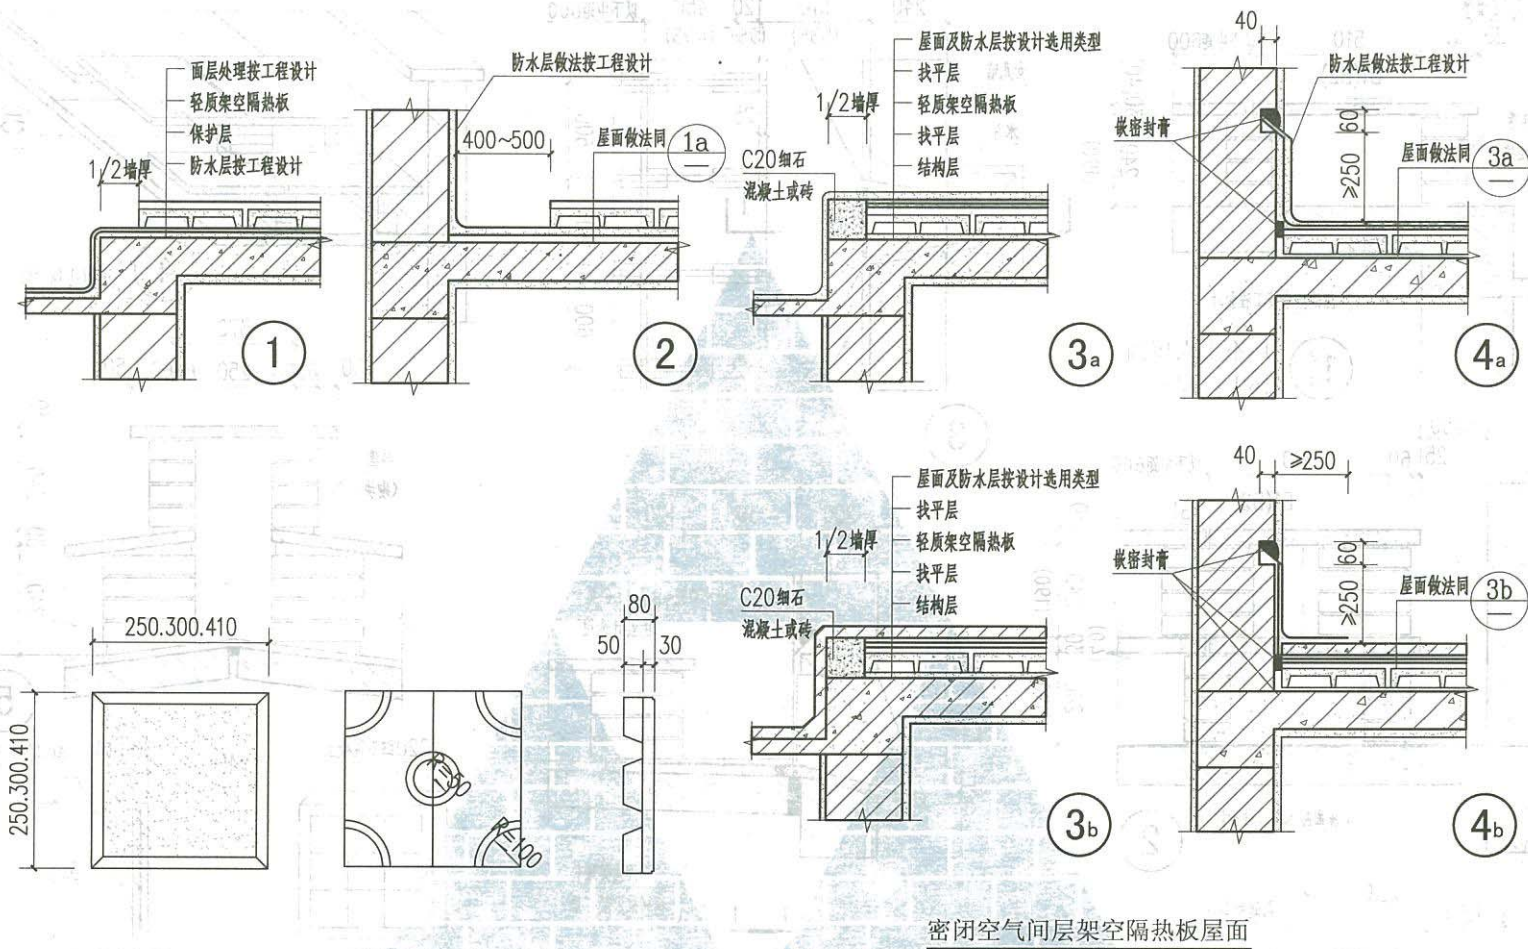 面层处理按工程设计
轻质架空隔热板
保护层
防水层按工程设计
1/2墙厚
1
防水层做法按工程设计
400~500
屋面做法同
1a
2
屋面及防水层按设计选用类型
找平层
轻质架空隔热板
找平层
结构层
1/2墙厚
C20细石
混凝土或砖
3a
40
防水层做法按工程设计
嵌密封膏
60
≥250
屋面做法同
3a
4a
250.300.410
250.300.410
R=50
R=100
80
50
30
屋面及防水层按设计选用类型
找平层
轻质架空隔热板
找平层
结构层
1/2墙厚
C20细石
混凝土或砖
3b
40
≥250
嵌密封膏
60
≥250
屋面做法同
3b
4b
密闭空气间层架空隔热板屋面